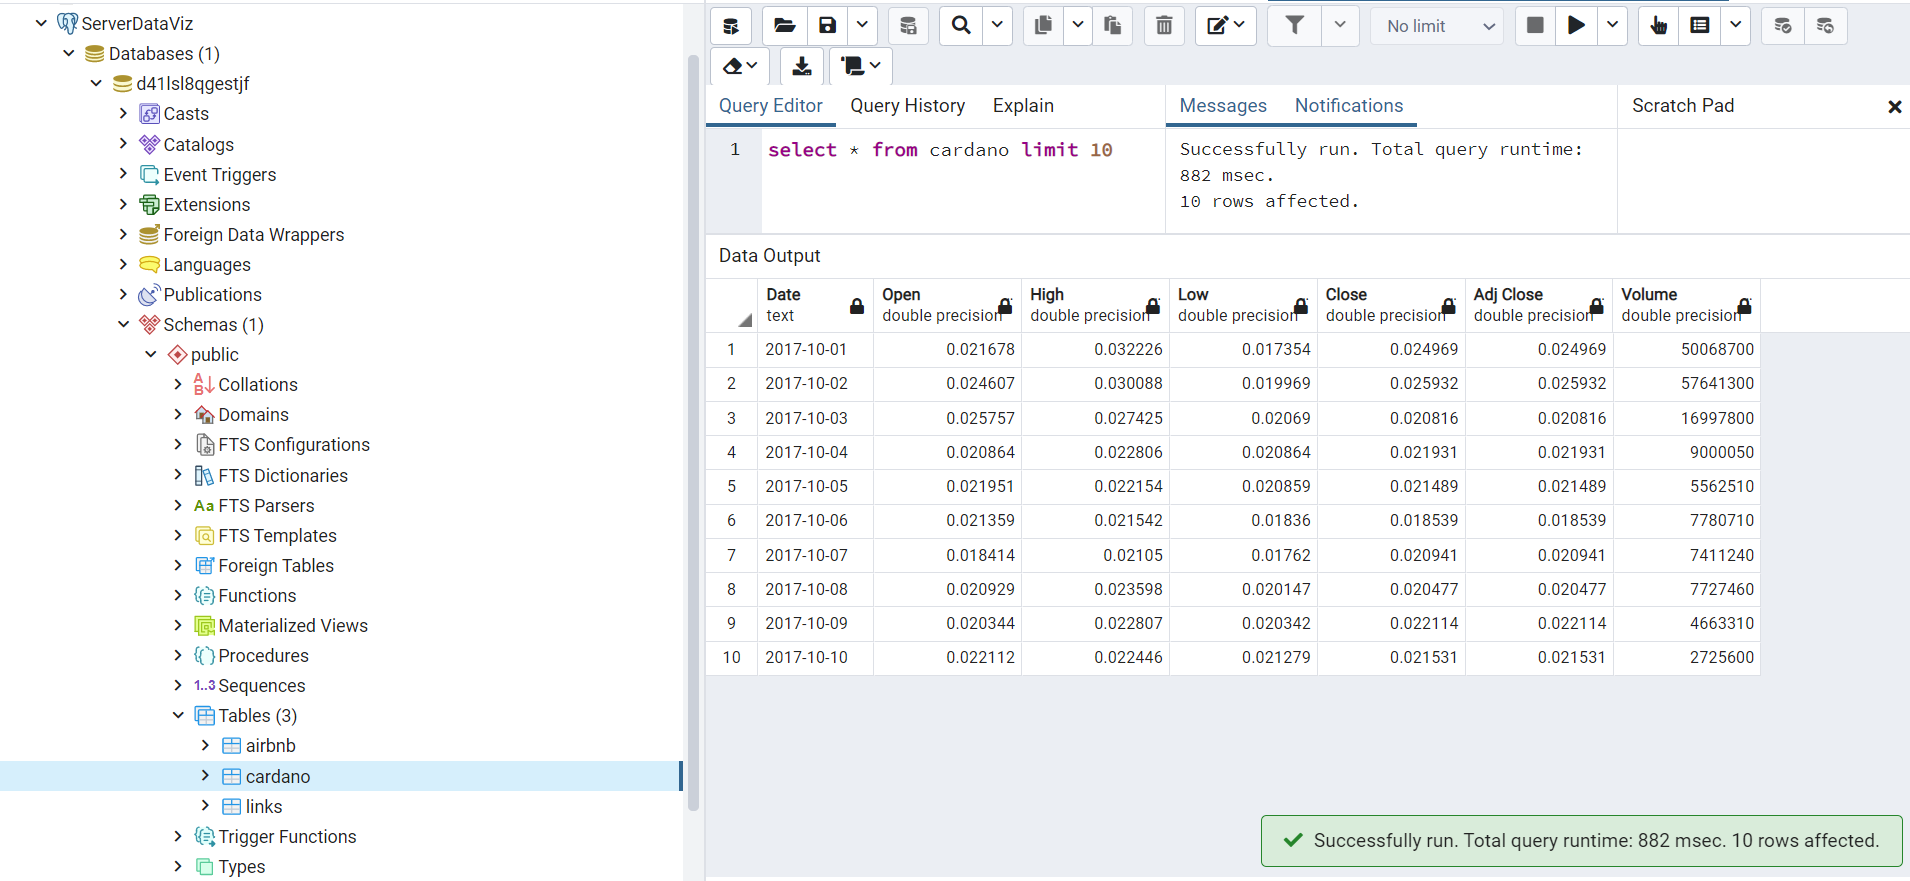 ServerDataViz
Databases (1)
d41lsl8qgestjf
Casts
Catalogs
Event Triggers
Extensions
Foreign Data Wrappers
Languages
Publications
Schemas (1)
public
Collations
Domains
FTS Configurations
FTS Dictionaries
Aa FTS Parsers
FTS Templates
Foreign Tables
Functions
Materialized Views
Procedures
1..3 Sequences
Tables (3)
airbnb
cardano
links
Trigger Functions
Types
No limit
Query Editor Query History Explain
1 select * from cardano limit 10
Messages Notifications
Successfully run. Total query runtime:
882 msec.
10 rows affected.
Scratch Pad
Data Output
Date Open High Low Close Adj Close Volume
text double precision double precision double precision double precision double precision double precision
1 2017-10-01 0.021678 0.032226 0.017354 0.024969 0.024969 50068700
2 2017-10-02 0.024607 0.030088 0.019969 0.025932 0.025932 57641300
3 2017-10-03 0.025757 0.027425 0.02069 0.020816 0.020816 16997800
4 2017-10-04 0.020864 0.022806 0.020864 0.021931 0.021931 9000050
5 2017-10-05 0.021951 0.022154 0.020859 0.021489 0.021489 5562510
6 2017-10-06 0.021359 0.021542 0.01836 0.018539 0.018539 7780710
7 2017-10-07 0.018414 0.02105 0.01762 0.020941 0.020941 7411240
8 2017-10-08 0.020929 0.023598 0.020147 0.020477 0.020477 7727460
9 2017-10-09 0.020344 0.022807 0.020342 0.022114 0.022114 4663310
10 2017-10-10 0.022112 0.022446 0.021279 0.021531 0.021531 2725600
Successfully run. Total query runtime: 882 msec. 10 rows affected.